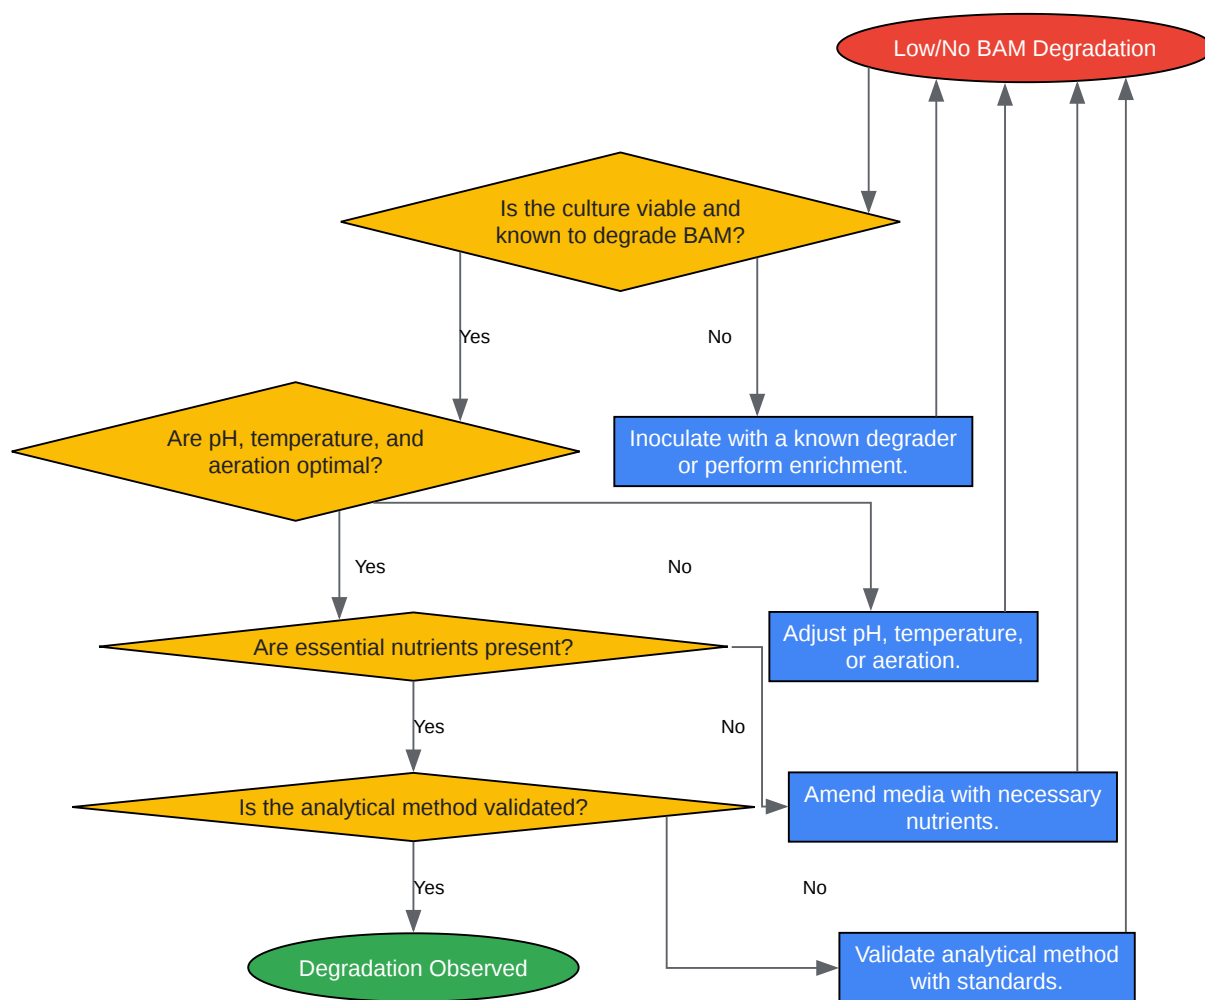 Low/No BAM Degradation
Is the culture viable and
known to degrade BAM?
Yes
No
Are pH, temperature, and
aeration optimal?
Inoculate with a known degrader
or perform enrichment.
Yes
No
Are essential nutrients present?
Adjust pH, temperature,
or aeration.
Yes
No
Is the analytical method validated?
Amend media with necessary
nutrients.
Yes
No
Degradation Observed
Validate analytical method
with standards.